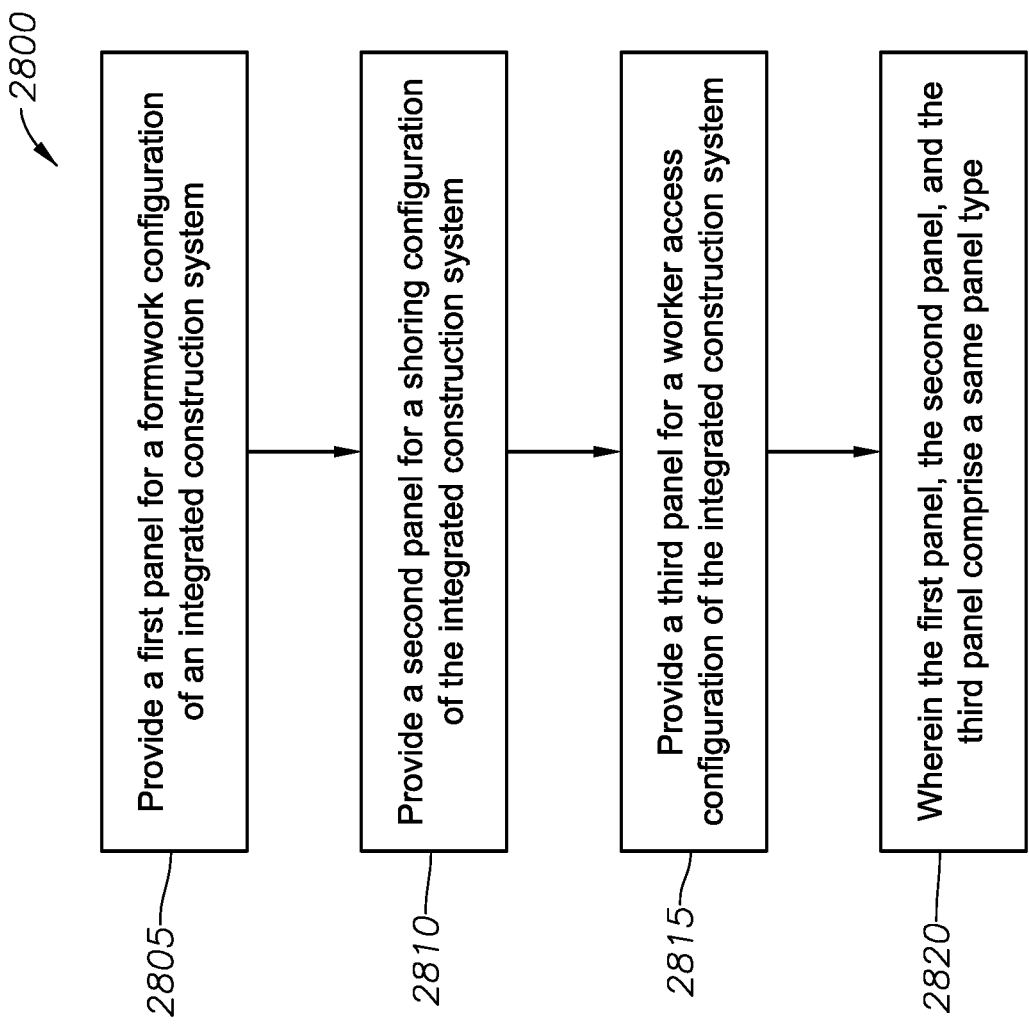 2800
2805
Provide a first panel for a formwork configuration
of an integrated construction system
2810
Provide a second panel for a shoring configuration
of the integrated construction system
2815
Provide a third panel for a worker access
configuration of the integrated construction system
2820
Wherein the first panel, the second panel, and the
third panel comprise a same panel type